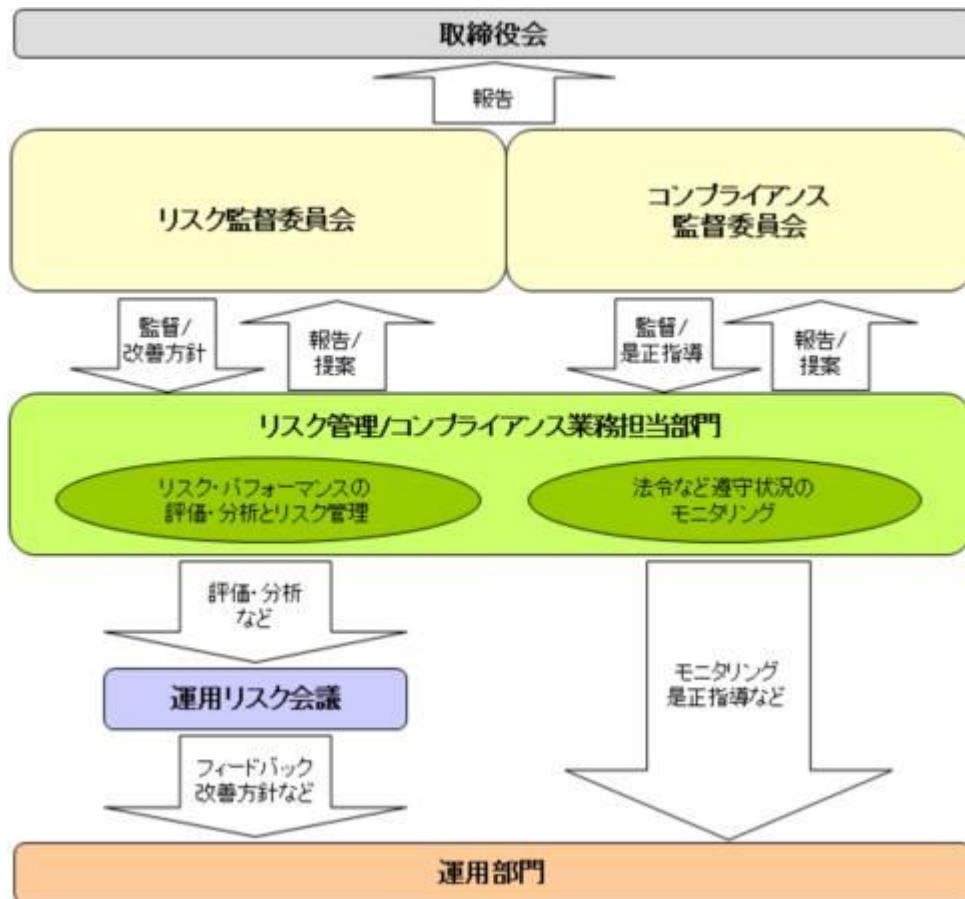 取締役会
報告
リスク監督委員会
コンプライアンス
監督委員会
監督/
改善方針
報告/
提案
監督/
是正指導
報告/
提案
リスク管理/コンプライアンス業務担当部門
リスク・パフォーマンスの
評価・分析とリスク管理
法令など遵守状況の
モニタリング
評価・分析
など
運用リスク会議
フィードバック
改善方針など
モニタリング
是正指導など
運用部門